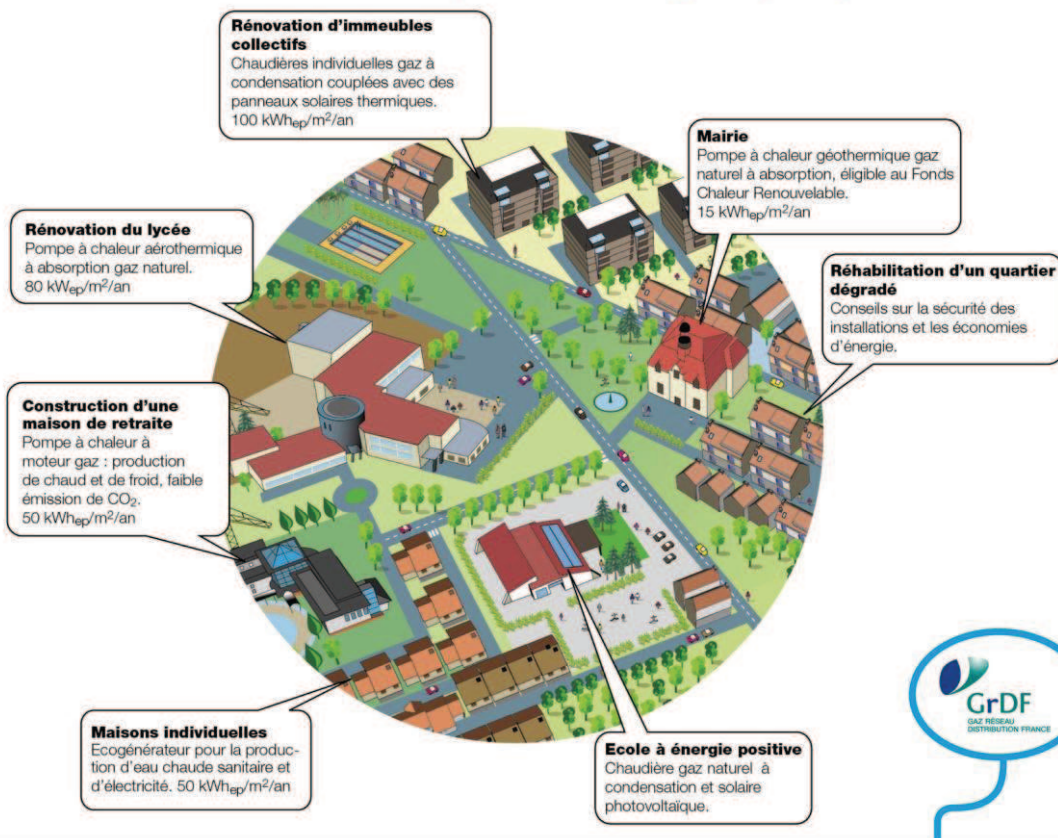 Rénovation d'immeubles
collectifs
Chaudières individuelles gaz à
condensation couplées avec des
panneaux solaires thermiques.
100 kWhep/m²/an
Mairie
Pompe à chaleur géothermique gaz
naturel à absorption, éligible au Fonds
Chaleur Renouvelable.
15 kWhep/m²/an
Rénovation du lycée
Pompe à chaleur aérothermique
à absorption gaz naturel.
80 kWep/m²/an
Réhabilitation d'un quartier
dégradé
Conseils sur la sécurité des
installations et les économies
d'énergie.
Construction d'une
maison de retraite
Pompe à chaleur à
moteur gaz : production
de chaud et de froid, faible
émission de CO₂.
50 kWhep/m²/an
Maisons individuelles
Ecogénérateur pour la produc-
tion d'eau chaude sanitaire et
d'électricité. 50 kWhep/m²/an
Ecole à énergie positive
Chaudière gaz naturel à
condensation et solaire
photovoltaïque.
GrDF
GAZ RÉSEAU
DISTRIBUTION FRANCE